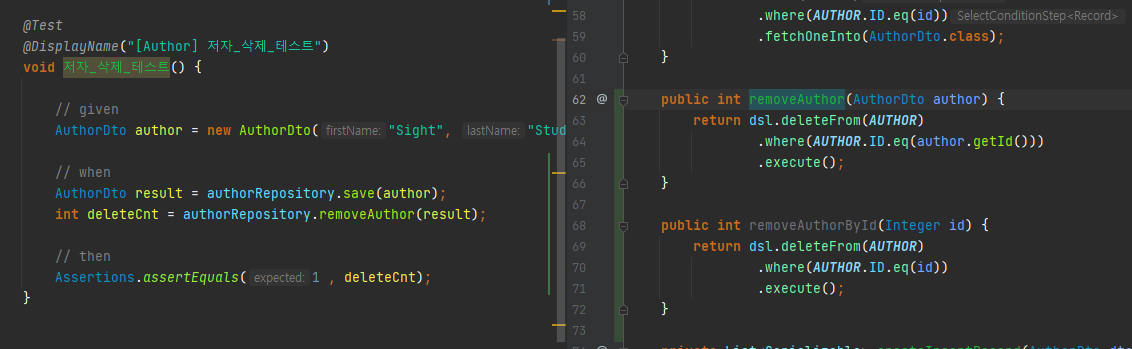 @Test
@DisplayName("[Author] 저자_삭제_테스트")
void 저자_삭제_테스트() {
// given
AuthorDto author = new AuthorDto( firstName: "Sight", lastName: "Stud
// when
AuthorDto result = authorRepository.save(author);
int deleteCnt = authorRepository.removeAuthor(result);
// then
Assertions.assertEquals( expected: 1 , deleteCnt);
}
58 .where(AUTHOR.ID.eq(id)) SelectConditionStep<Record>
59 .fetchOneInto(AuthorDto.class);
60 }
61
62 @ public int removeAuthor(AuthorDto author) {
63 return dsl.deleteFrom(AUTHOR)
64 .where(AUTHOR.ID.eq(author.getId()))
65 .execute();
66 }
67
68 public int removeAuthorById(Integer id) {
69 return dsl.deleteFrom(AUTHOR)
70 .where(AUTHOR.ID.eq(id))
71 .execute();
72 }
73